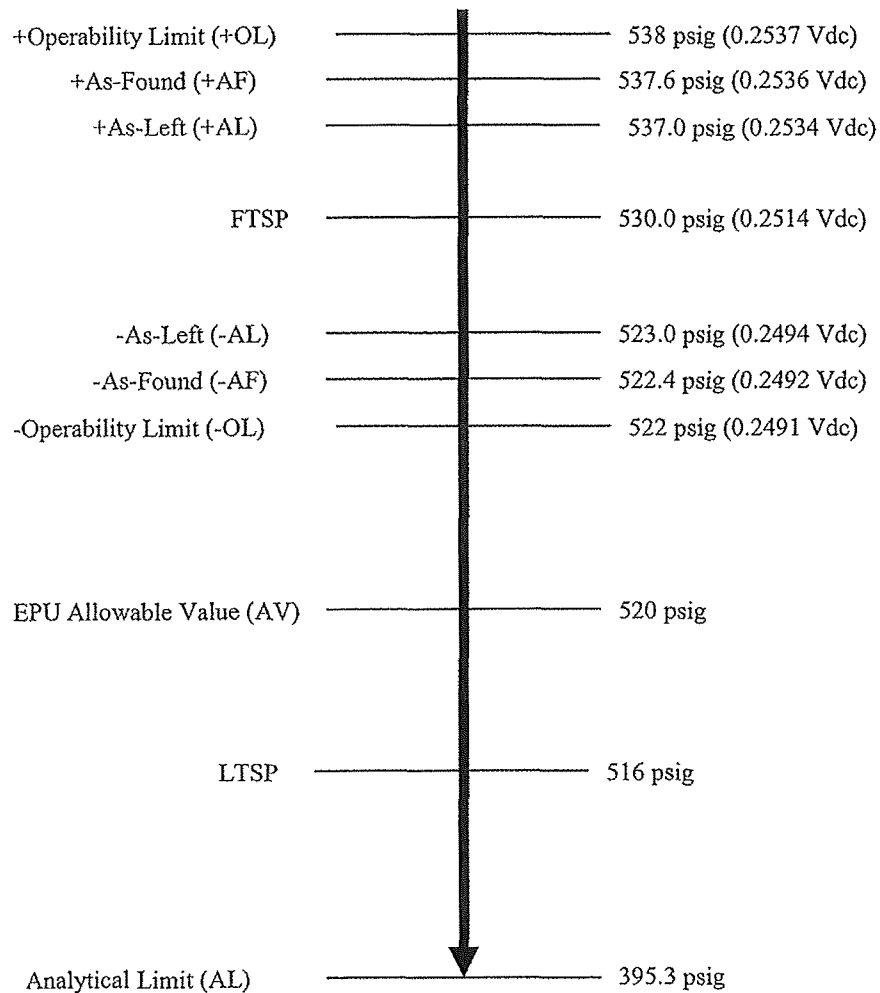 +Operability Limit (+OL) 538 psig (0.2537 Vdc)
+As-Found (+AF) 537.6 psig (0.2536 Vdc)
+As-Left (+AL) 537.0 psig (0.2534 Vdc)
FTSP 530.0 psig (0.2514 Vdc)
-As-Left (-AL) 523.0 psig (0.2494 Vdc)
-As-Found (-AF) 522.4 psig (0.2492 Vdc)
-Operability Limit (-OL) 522 psig (0.2491 Vdc)
EPU Allowable Value (AV) 520 psig
LTSP 516 psig
Analytical Limit (AL) 395.3 psig